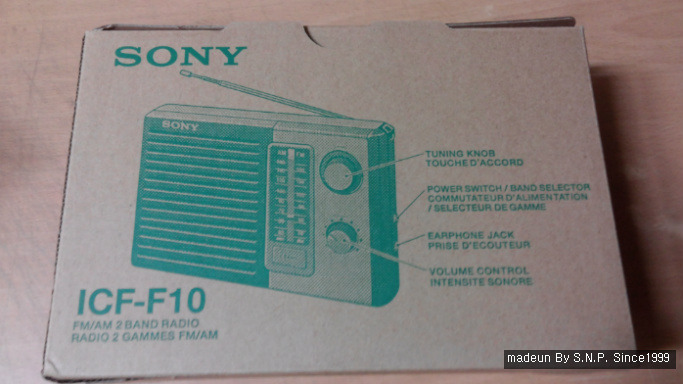 SONY
SONY
TUNING KNOB
TOUCHE D'ACCORD
POWER SWITCH / BAND SELECTOR
COMMUTATEUR D'ALIMENTATION
/ SELECTEUR DE GAMME
EARPHONE JACK
PRISE D'ECOUTEUR
VOLUME CONTROL
INTENSITE SONORE
ICF-F10
FM/AM 2 BAND RADIO
RADIO 2 GAMMES FM/AM
madeun By S.N.P. Since1999